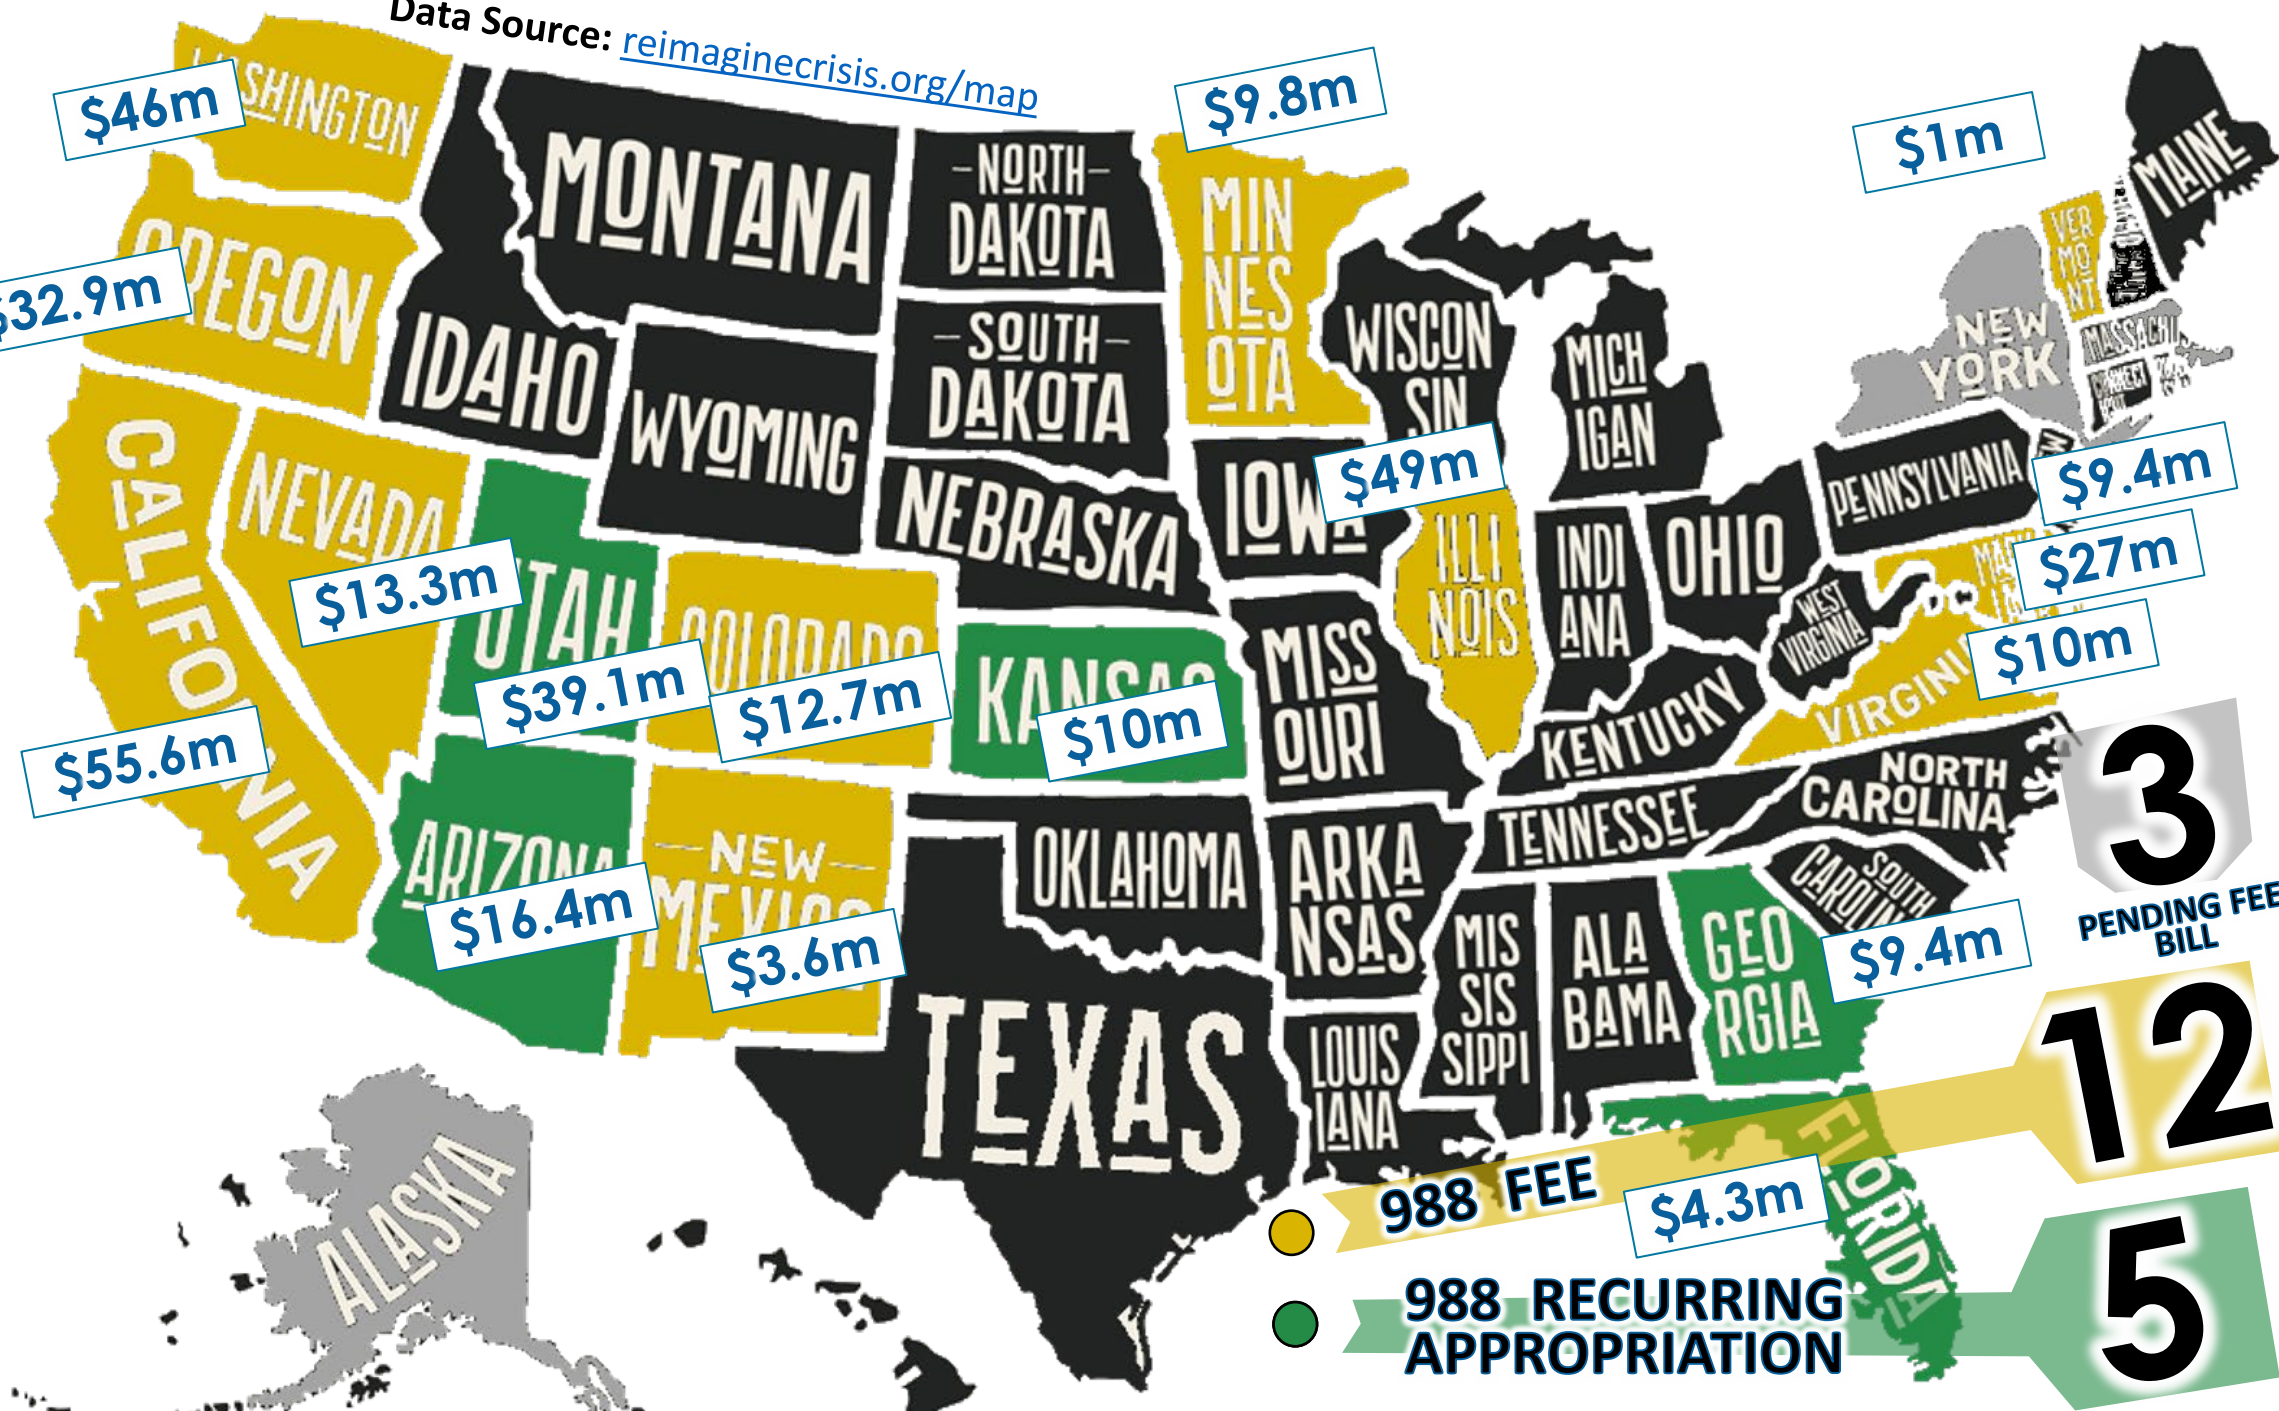 Data Source: reimaginecrisis.org/map
$46m
WASHINGTON
$32.9m
OREGON
$55.6m
CALIFORNIA
NEVADA
$13.3m
IDAHO
MONTANA
WYOMING
UTAH
$39.1m
COLORADO
$12.7m
ARIZONA
$16.4m
–NEW–
MEXICO
$3.6m
–NORTH–
DAKOTA
–SOUTH–
DAKOTA
NEBRASKA
KANSAS
$10m
OKLAHOMA
TEXAS
$9.8m
MIN
NES
OTA
IOWA
MISS
OURI
ARKA
NSAS
LOUIS
IANA
WISCON
SIN
$49m
ILLI
NOIS
MICH
IGAN
INDI
ANA
OHIO
KENTUCKY
TENNESSEE
MIS
SIS
SIPPI
ALA
BAMA
GEO
RGIA
$9.4m
FLORIDA
$4.3m
SOUTH
CAROLINA
NORTH
CAROLINA
VIRGINI
$10m
WEST
VIRGINIA
$27m
$9.4m
PENNSYLVANIA
NEW
YORK
$1m
VER
MO
NT
MAINE
MASSACHU
ALASKA
3
PENDING FEE
BILL
988 FEE
12
988 RECURRING
APPROPRIATION
5